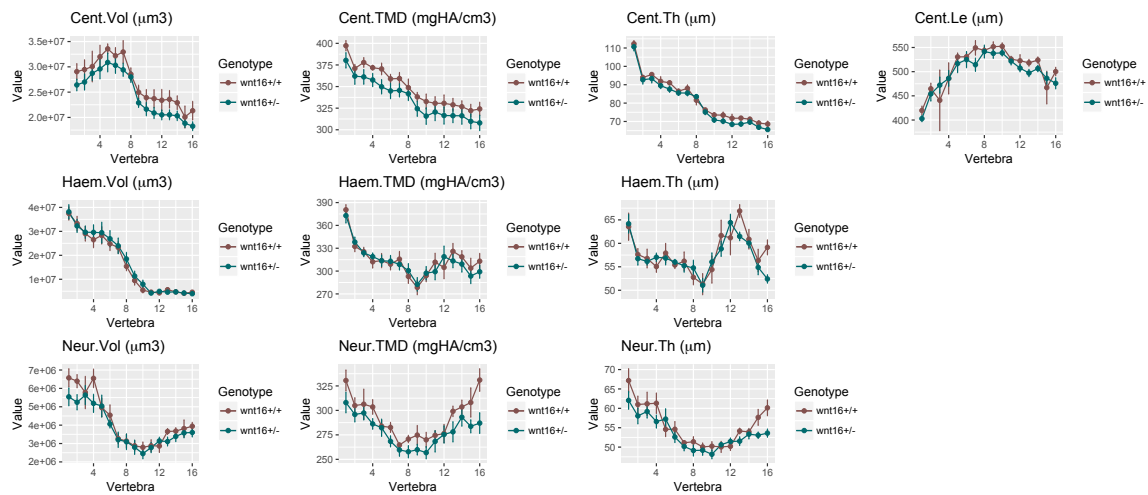 Cent.Vol (μm3)
Value
3.5e+07
3.0e+07
2.5e+07
2.0e+07
4 8 12 16
Vertebra
Genotype
wnt16+/+
wnt16+/-
Cent.TMD (mgHA/cm3)
Value
400
375
350
325
300
4 8 12 16
Vertebra
Genotype
wnt16+/+
wnt16+/-
Cent.Th (μm)
Value
110
100
90
80
70
4 8 12 16
Vertebra
Genotype
wnt16+/+
wnt16+/-
Cent.Le (μm)
Value
550
500
450
400
4 8 12 16
Vertebra
Genotype
wnt16+/+
wnt16+/-
Haem.Vol (μm3)
Value
4e+07
3e+07
2e+07
1e+07
4 8 12 16
Vertebra
Genotype
wnt16+/+
wnt16+/-
Haem.TMD (mgHA/cm3)
Value
390
360
330
300
270
4 8 12 16
Vertebra
Genotype
wnt16+/+
wnt16+/-
Haem.Th (μm)
Value
65
60
55
50
4 8 12 16
Vertebra
Genotype
wnt16+/+
wnt16+/-
Neur.Vol (μm3)
Value
7e+06
6e+06
5e+06
4e+06
3e+06
2e+06
4 8 12 16
Vertebra
Genotype
wnt16+/+
wnt16+/-
Neur.TMD (mgHA/cm3)
Value
325
300
275
250
4 8 12 16
Vertebra
Genotype
wnt16+/+
wnt16+/-
Neur.Th (μm)
Value
70
65
60
55
50
4 8 12 16
Vertebra
Genotype
wnt16+/+
wnt16+/-